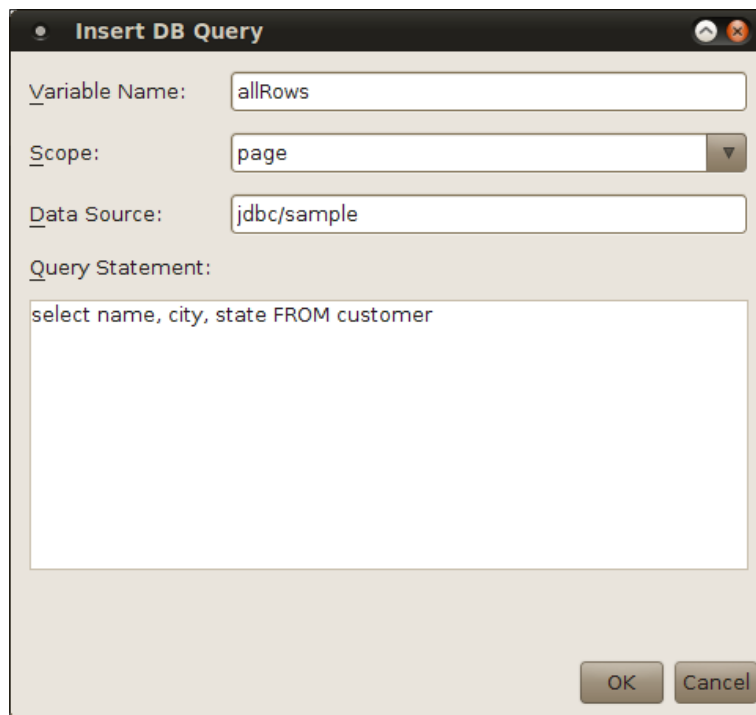 Insert DB Query
Variable Name: allRows
Scope: page
Data Source: jdbc/sample
Query Statement:
select name, city, state FROM customer
OK Cancel